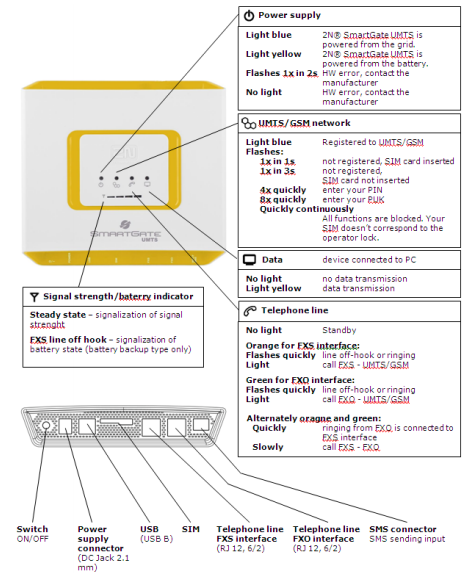 Power supply
Light blue 2N® SmartGate UMTS is
powered from the grid.
Light yellow 2N® SmartGate UMTS is
powered from the battery.
Flashes 1x in 2s HW error, contact the
manufacturer
No light HW error, contact the
manufacturer
UMTS/GSM network
Light blue Registered to UMTS/GSM
Flashes:
1x in 1s not registered, SIM card inserted
1x in 3s not registered,
SIM card not inserted
4x quickly enter your PIN
8x quickly enter your PUK
Quickly continuously
All functions are blocked. Your
SIM doesn't correspond to the
operator lock.
Data device connected to PC
No light no data transmission
Light yellow data transmission
Telephone line
No light Standby
Orange for FXS interface:
Flashes quickly line off-hook or ringing
Light call FXS - UMTS/GSM
Green for FXO interface:
Flashes quickly line off-hook or ringing
Light call FXO - UMTS/GSM
Alternately orange and green:
Quickly ringing from FXO is connected to
FXS interface
Slowly call FXS - FXO
SMARTGATE
UMTS
Signal strength/baterry indicator
Steady state – signalization of signal
strenght
FXS line off hook – signalization of
battery state (battery backup type only)
Switch
ON/OFF
Power
supply
connector
(DC Jack 2.1
mm)
USB
(USB B)
SIM
Telephone line
FXS interface
(RJ 12, 6/2)
Telephone line
FXO interface
(RJ 12, 6/2)
SMS connector
SMS sending input